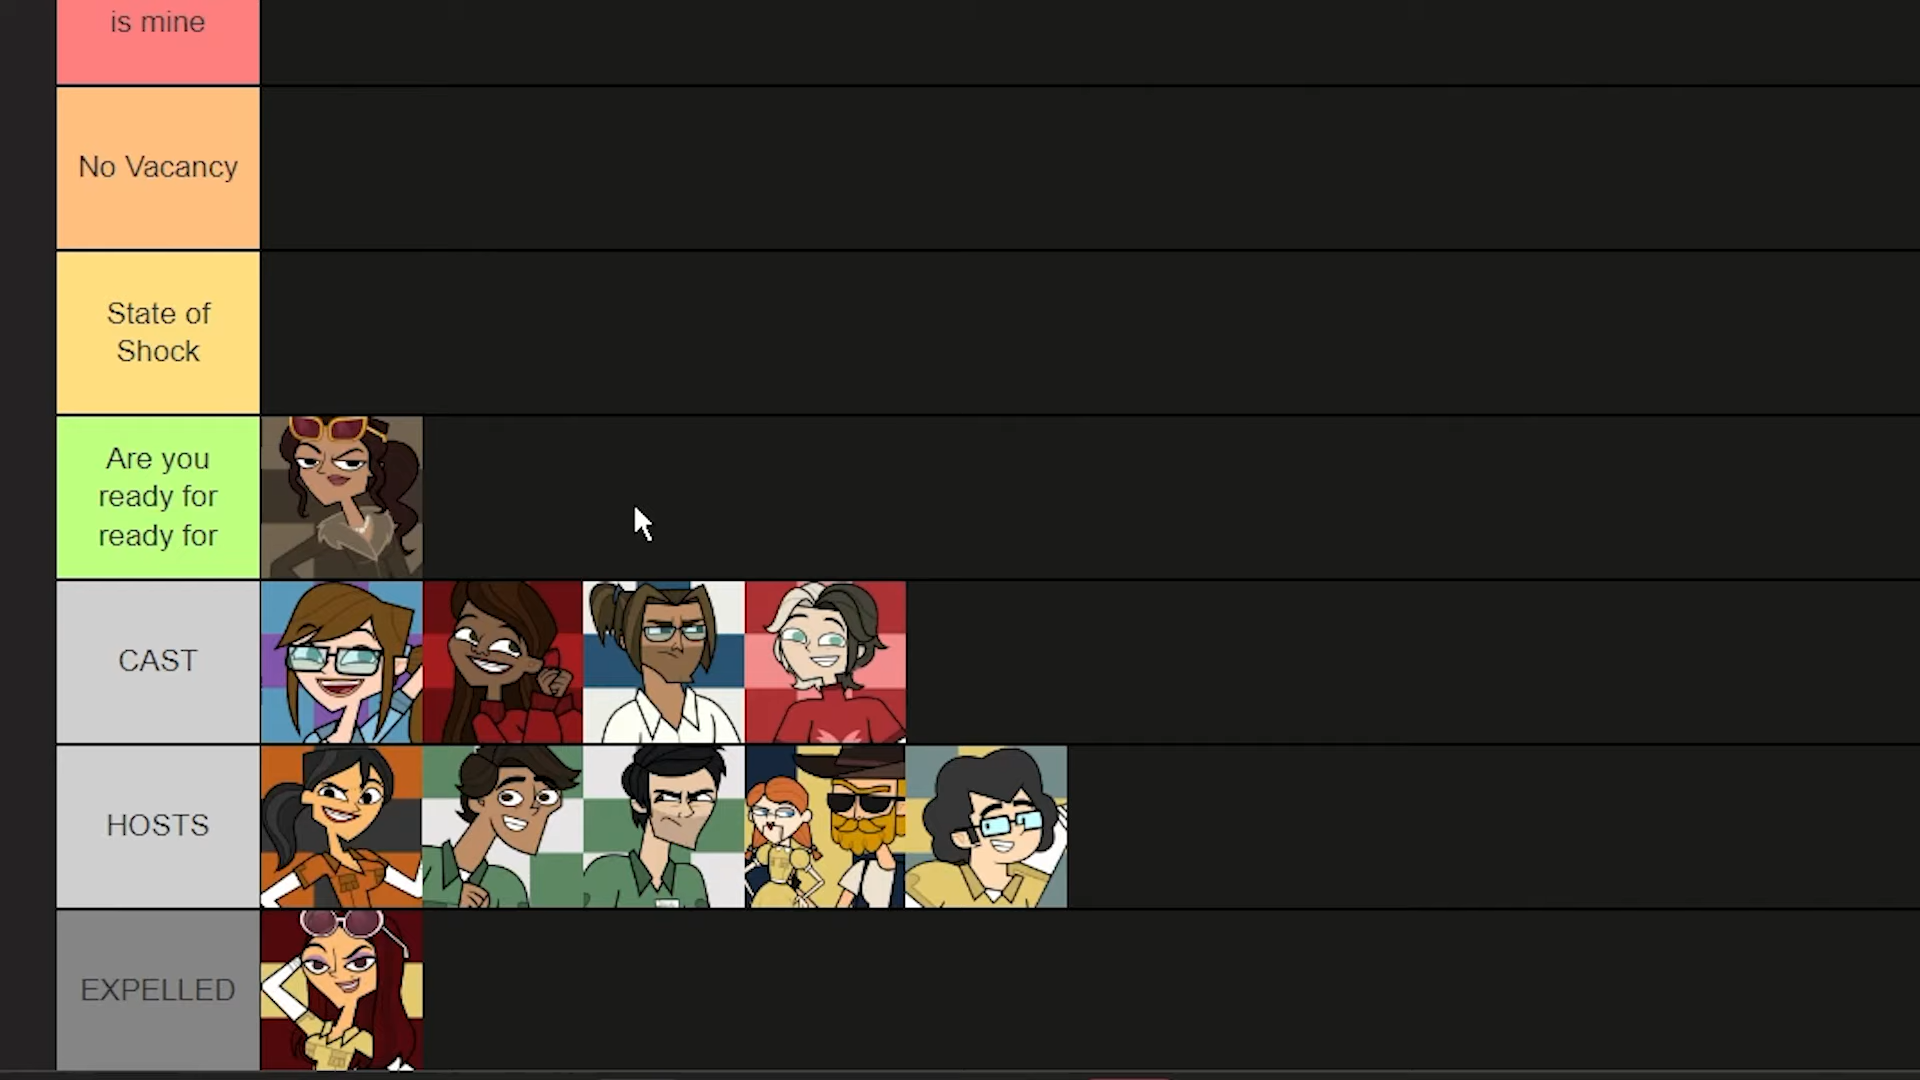 is mine
No Vacancy
State of
Shock
Are you
ready for
ready for
CAST
HOSTS
EXPELLED